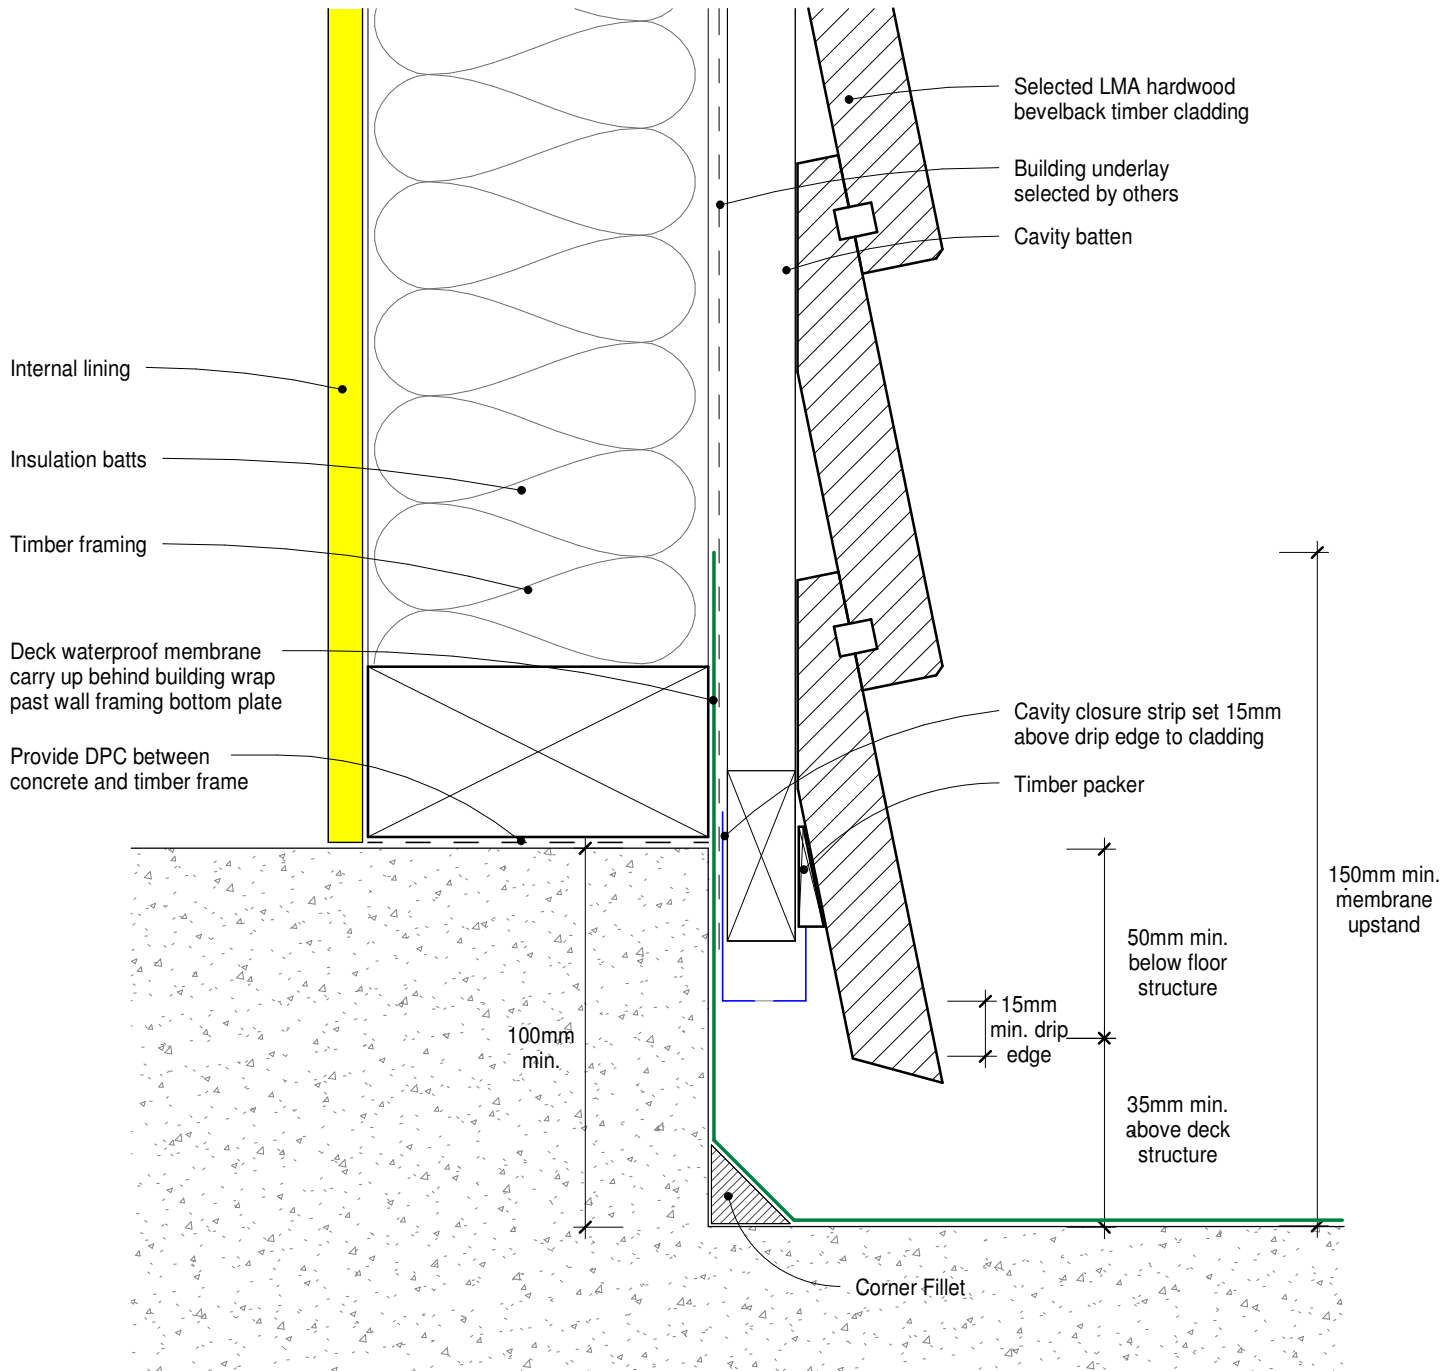 Selected LMA hardwood
bevelback timber cladding
Building underlay
selected by others
Cavity batten
Internal lining
Insulation batts
Timber framing
Deck waterproof membrane
carry up behind building wrap
past wall framing bottom plate
Provide DPC between
concrete and timber frame
Cavity closure strip set 15mm
above drip edge to cladding
Timber packer
150mm min.
membrane
upstand
50mm min.
below floor
structure
15mm
min. drip
edge
100mm
min.
35mm min.
above deck
structure
Corner Fillet